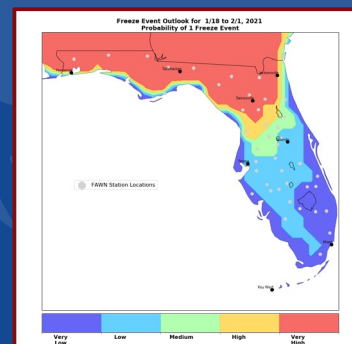 Freeze Event Outlook for 1/18 to 2/1, 2021
Probability of 1 Freeze Event
FAWN Station Locations
Key West
Very Low
Low
Medium
High
Very High